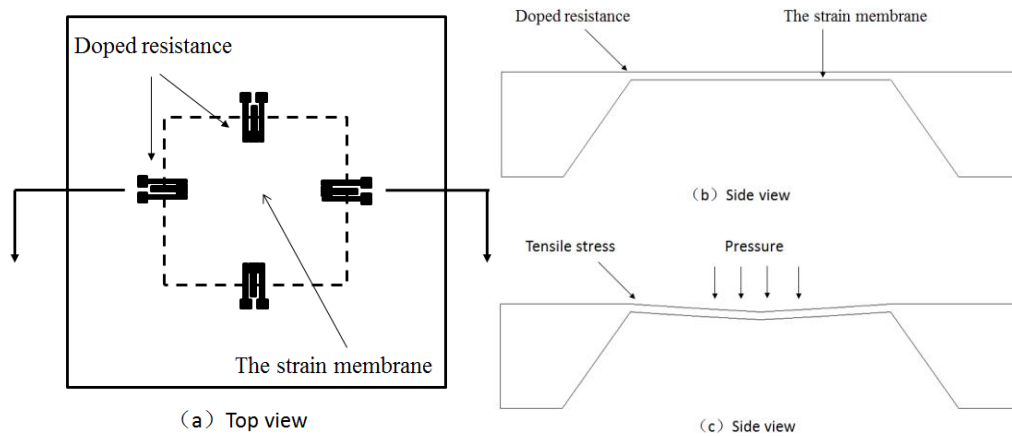 Doped resistance
The strain membrane
（a）Top view
Doped resistance
The strain membrane
（b）Side view
Tensile stress
Pressure
（c）Side view